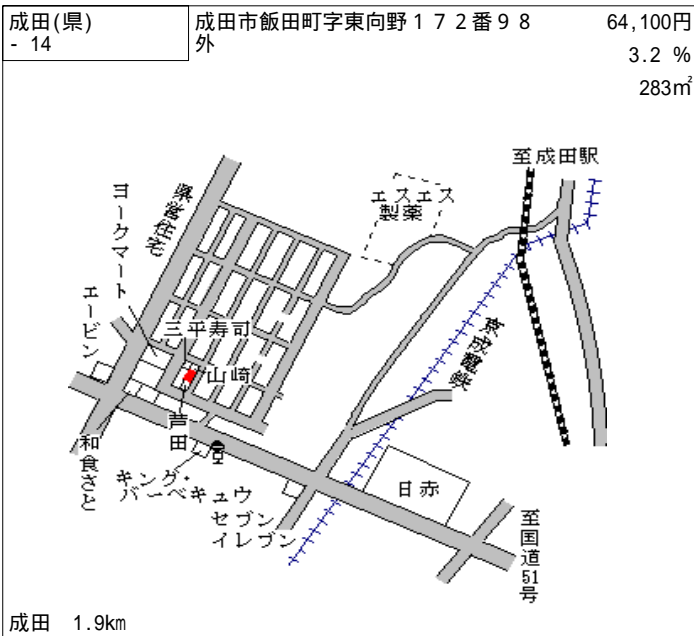 成田(県)
- 14
成田市飯田町字東向野１７２番９８
外
64,100円
3.2 %
283㎡
至成田駅
エスエス
製薬
県営住宅
ヨークマート
エービン
三平寿司
山崎
芦田
和食さと
キング・
バーベキュウ
セブン
イレブン
京成電鉄
日赤
至国道51号
成田 1.9km